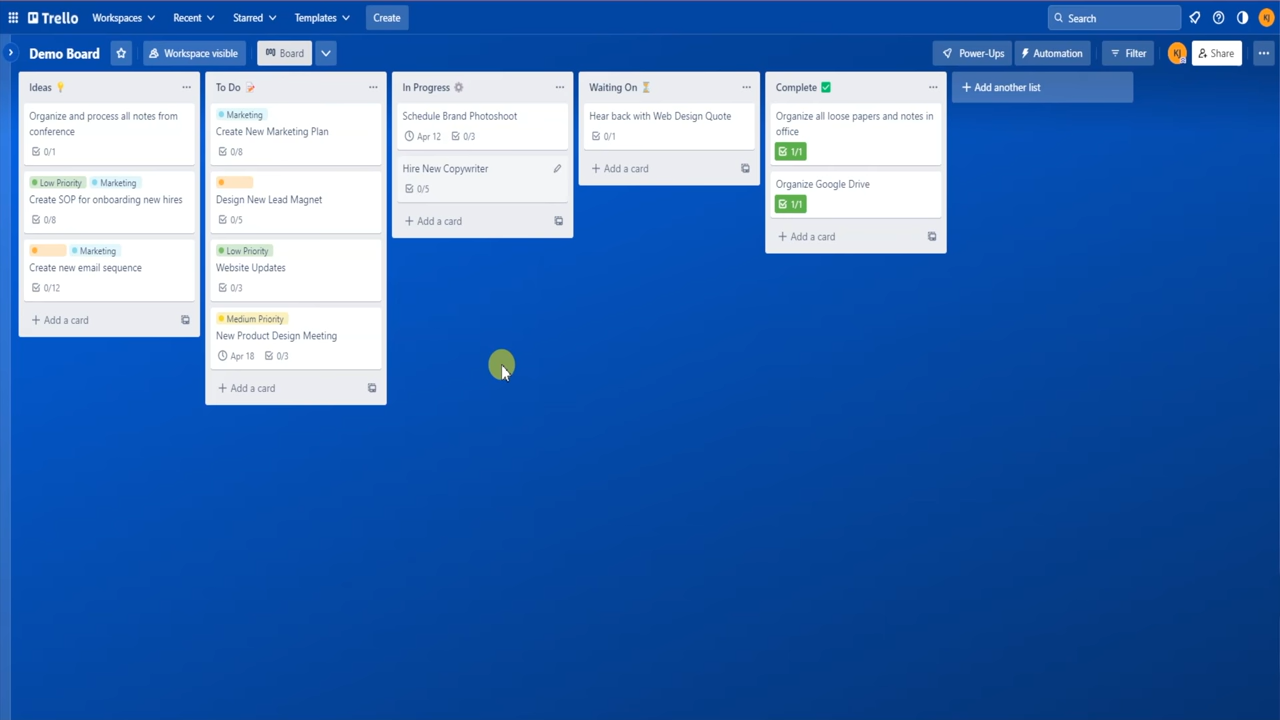 Trello
Workspaces
Recent
Starred
Templates
Create
Search
KJ
Demo Board
Workspace visible
Board
Power-Ups
Automation
Filter
KJ
Share
Ideas 💡
Organize and process all notes from
conference
0/1
Low Priority
Marketing
Create SOP for onboarding new hires
0/8
Marketing
Create new email sequence
0/12
+ Add a card
To Do 📝
Marketing
Create New Marketing Plan
0/8
Design New Lead Magnet
0/5
Low Priority
Website Updates
0/3
Medium Priority
New Product Design Meeting
Apr 18
0/3
+ Add a card
In Progress ⚙️
Schedule Brand Photoshoot
Apr 12
0/3
Hire New Copywriter
0/5
+ Add a card
Waiting On ⏳
Hear back with Web Design Quote
0/1
+ Add a card
Complete ✅
Organize all loose papers and notes in
office
1/1
Organize Google Drive
1/1
+ Add a card
+ Add another list